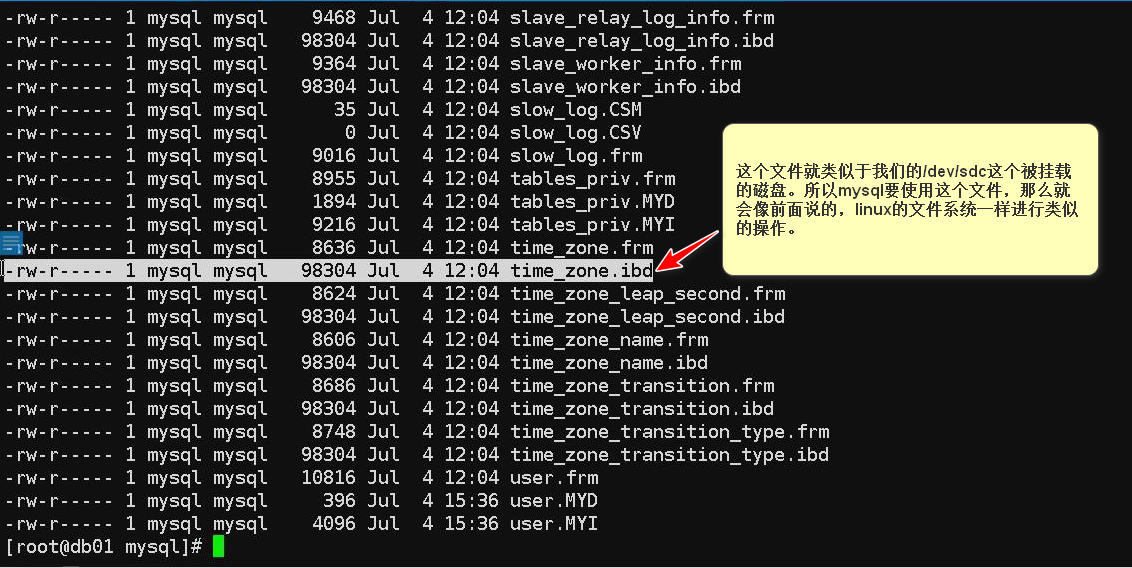 -rw-r----- 1 mysql mysql 9468 Jul 4 12:04 slave_relay_log_info.frm
-rw-r----- 1 mysql mysql 98304 Jul 4 12:04 slave_relay_log_info.ibd
-rw-r----- 1 mysql mysql 9364 Jul 4 12:04 slave_worker_info.frm
-rw-r----- 1 mysql mysql 98304 Jul 4 12:04 slave_worker_info.ibd
-rw-r----- 1 mysql mysql 35 Jul 4 12:04 slow_log.CSM
-rw-r----- 1 mysql mysql 0 Jul 4 12:04 slow_log.CSV
-rw-r----- 1 mysql mysql 9016 Jul 4 12:04 slow_log.frm
-rw-r----- 1 mysql mysql 8955 Jul 4 12:04 tables_priv.frm
-rw-r----- 1 mysql mysql 1894 Jul 4 12:04 tables_priv.MYD
-rw-r----- 1 mysql mysql 9216 Jul 4 12:04 tables_priv.MYI
-rw-r----- 1 mysql mysql 8636 Jul 4 12:04 time_zone.frm
-rw-r----- 1 mysql mysql 98304 Jul 4 12:04 time_zone.ibd
-rw-r----- 1 mysql mysql 8624 Jul 4 12:04 time_zone_leap_second.frm
-rw-r----- 1 mysql mysql 98304 Jul 4 12:04 time_zone_leap_second.ibd
-rw-r----- 1 mysql mysql 8606 Jul 4 12:04 time_zone_name.frm
-rw-r----- 1 mysql mysql 98304 Jul 4 12:04 time_zone_name.ibd
-rw-r----- 1 mysql mysql 8686 Jul 4 12:04 time_zone_transition.frm
-rw-r----- 1 mysql mysql 98304 Jul 4 12:04 time_zone_transition.ibd
-rw-r----- 1 mysql mysql 8748 Jul 4 12:04 time_zone_transition_type.frm
-rw-r----- 1 mysql mysql 98304 Jul 4 12:04 time_zone_transition_type.ibd
-rw-r----- 1 mysql mysql 10816 Jul 4 12:04 user.frm
-rw-r----- 1 mysql mysql 396 Jul 4 15:36 user.MYD
-rw-r----- 1 mysql mysql 4096 Jul 4 15:36 user.MYI
[root@db01 mysql]#
这个文件就类似于我们的/dev/sdc这个被挂载
的磁盘。所以mysql要使用这个文件，那么就
会像前面说的，linux的文件系统一样进行类似
的操作。